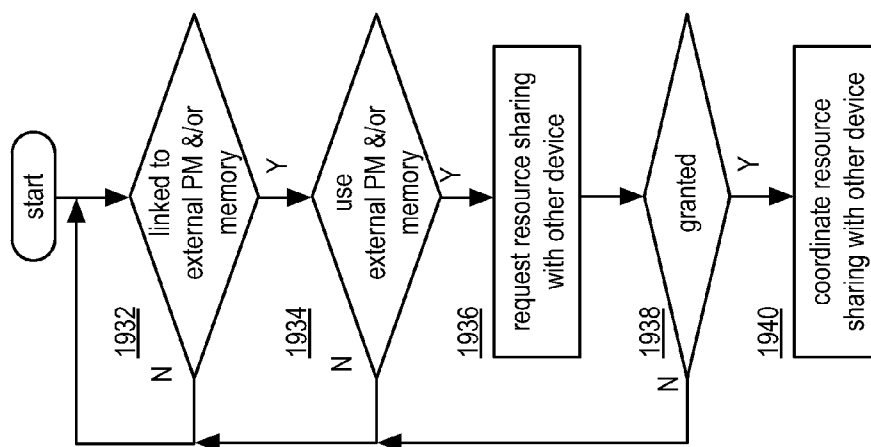 start
linked to
external PM &/or
memory
1932
N
Y
use
external PM &/or
memory
1934
N
Y
request resource sharing
with other device
1936
granted
1938
N
Y
coordinate resource
sharing with other device
1940